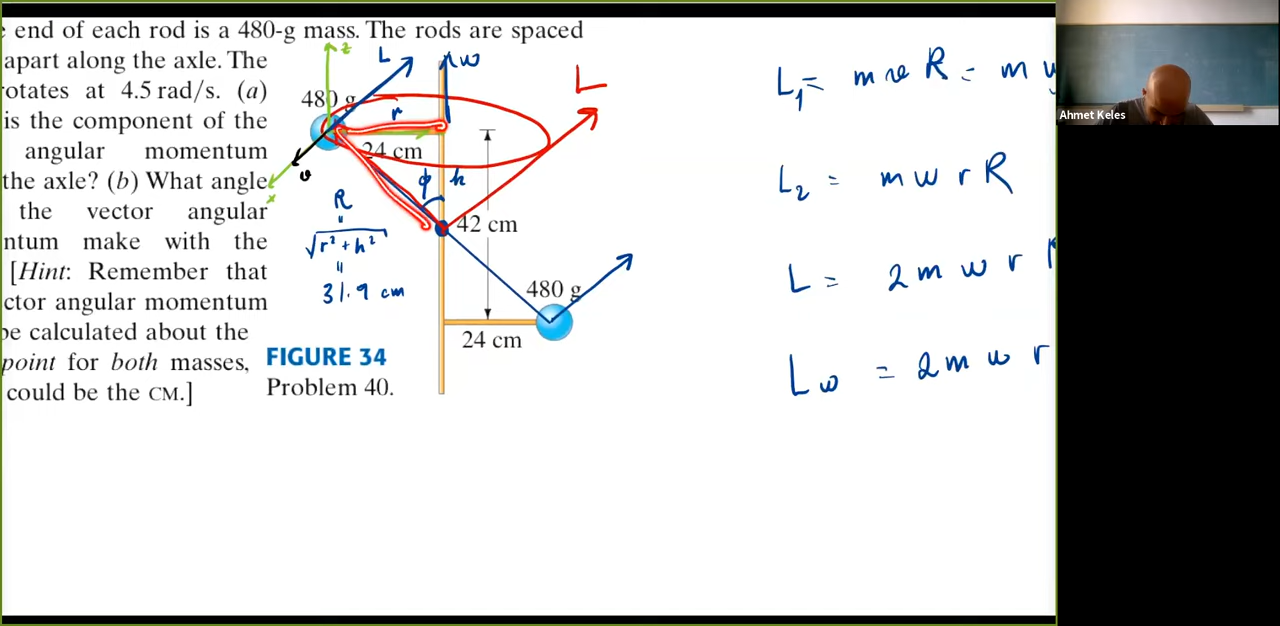 end of each rod is a 480-g mass. The rods are spaced
apart along the axle. The
rotates at 4.5 rad/s. (a)
is the component of the
angular momentum
the axle? (b) What angle
the vector angular
ntum make with the
[Hint: Remember that
ctor angular momentum
be calculated about the
point for both masses,
could be the CM.]
z
L
ω
L
480 g
r
24 cm
v
x
ϕ
h
R
"
√r² + h²
"
31.9 cm
42 cm
480 g
24 cm
FIGURE 34
Problem 40.
L₁ = m v R = m
L₂ = m ω r R
L = 2 m ω r
Lω = 2 m ω r
Ahmet Keles